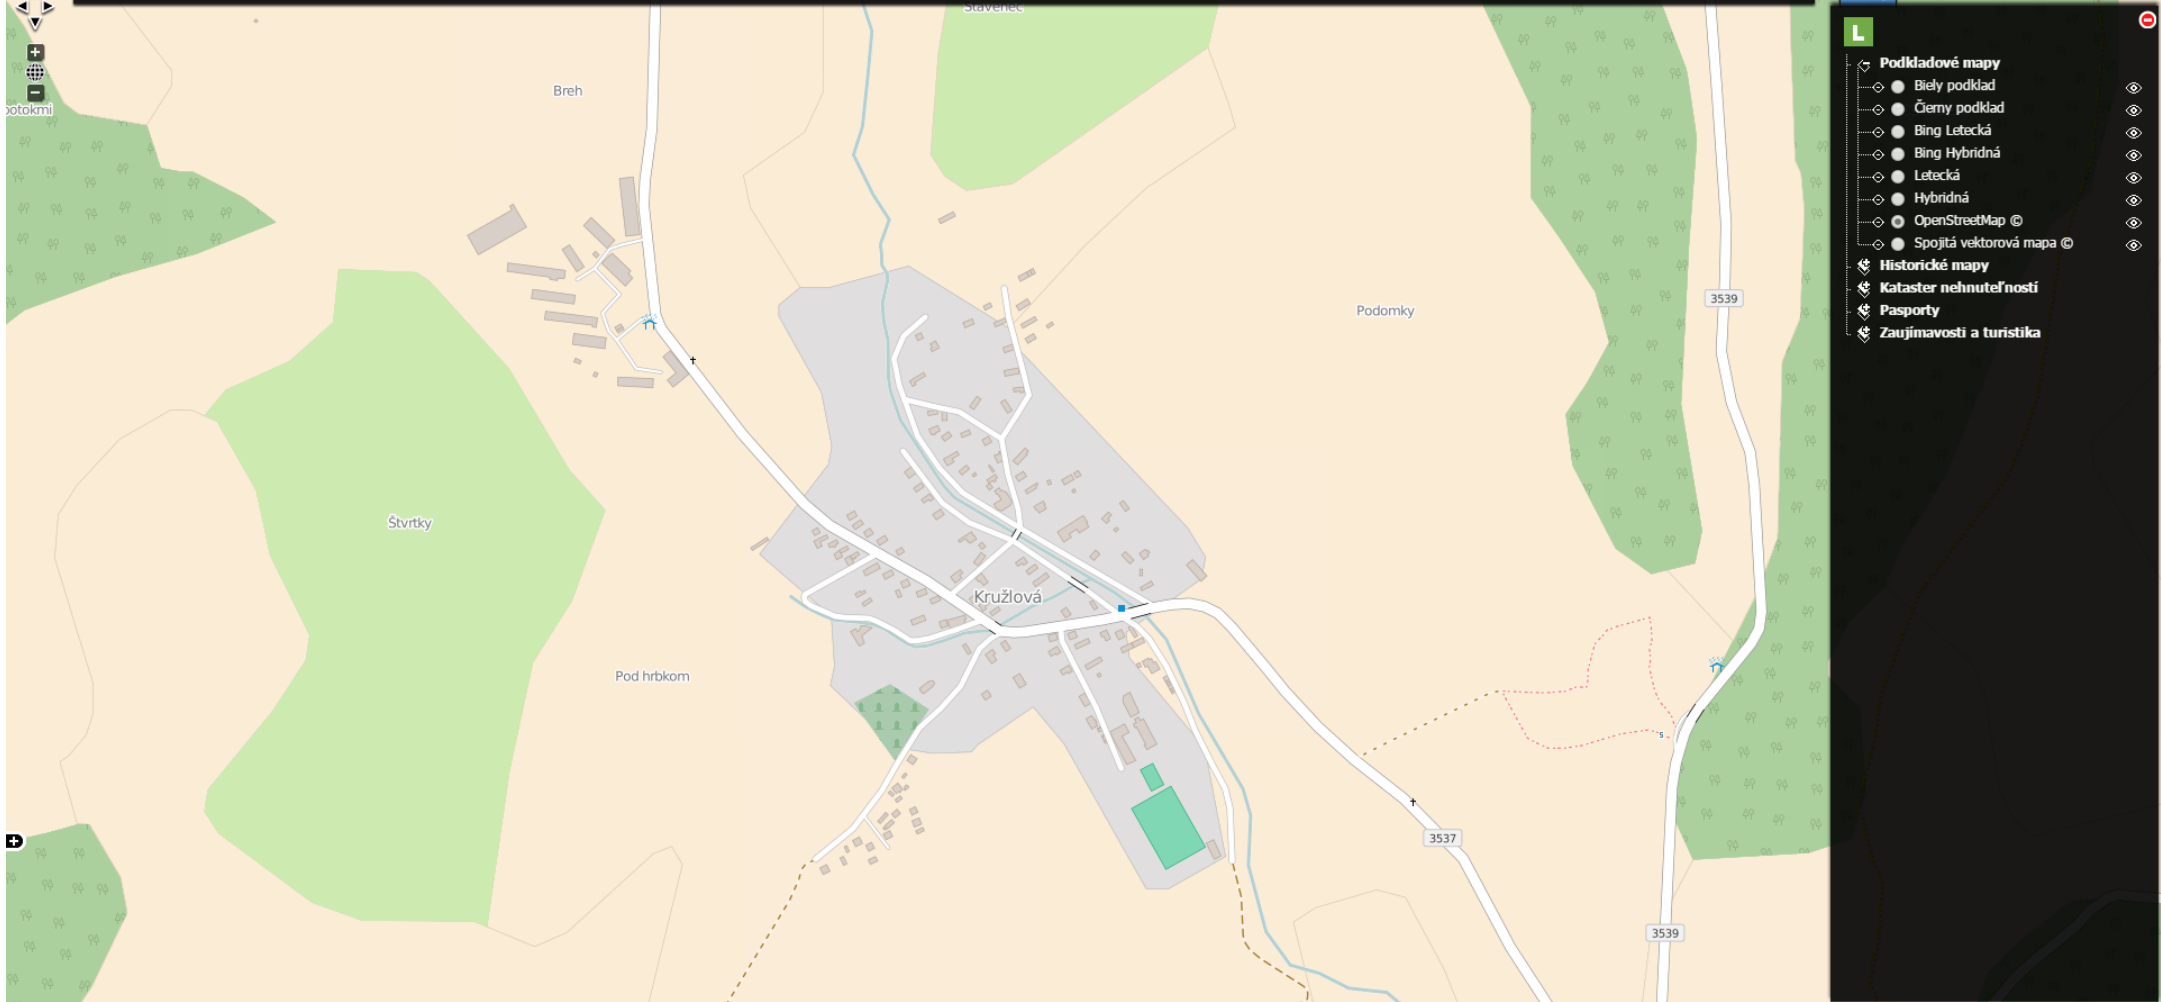 Stavenec
L
Podkladové mapy
Biely podklad
Breh
Čierny podklad
potokmi
Bing Letecká
Bing Hybridná
Letecká
Hybridná
OpenStreetMap ©
Spojitá vektorová mapa ©
Historické mapy
Kataster nehnuteľností
3539
Pasporty
Podomky
Zaujímavosti a turistika
Štvrtky
Kružlová
Pod hrbkom
s
3537
3539